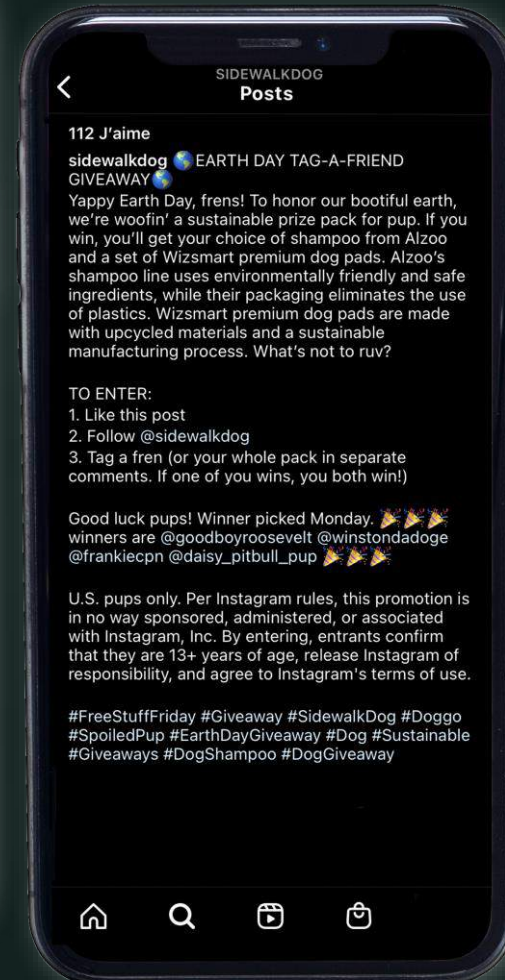 SIDEWALKDOG
Posts
112 J'aime
sidewalkdog 🌎EARTH DAY TAG-A-FRIEND
GIVEAWAY🌎
Yappy Earth Day, frens! To honor our bootiful earth,
we're woofin' a sustainable prize pack for pup. If you
win, you'll get your choice of shampoo from Alzoo
and a set of Wizsmart premium dog pads. Alzoo's
shampoo line uses environmentally friendly and safe
ingredients, while their packaging eliminates the use
of plastics. Wizsmart premium dog pads are made
with upcycled materials and a sustainable
manufacturing process. What's not to ruv?
TO ENTER:
1. Like this post
2. Follow @sidewalkdog
3. Tag a fren (or your whole pack in separate
comments. If one of you wins, you both win!)
Good luck pups! Winner picked Monday. 🎉🎉🎉
winners are @goodboyroosevelt @winstondadoge
@frankiecpn @daisy_pitbull_pup 🎉🎉🎉
U.S. pups only. Per Instagram rules, this promotion is
in no way sponsored, administered, or associated
with Instagram, Inc. By entering, entrants confirm
that they are 13+ years of age, release Instagram of
responsibility, and agree to Instagram's terms of use.
#FreeStuffFriday #Giveaway #SidewalkDog #Doggo
#SpoiledPup #EarthDayGiveaway #Dog #Sustainable
#Giveaways #DogShampoo #DogGiveaway